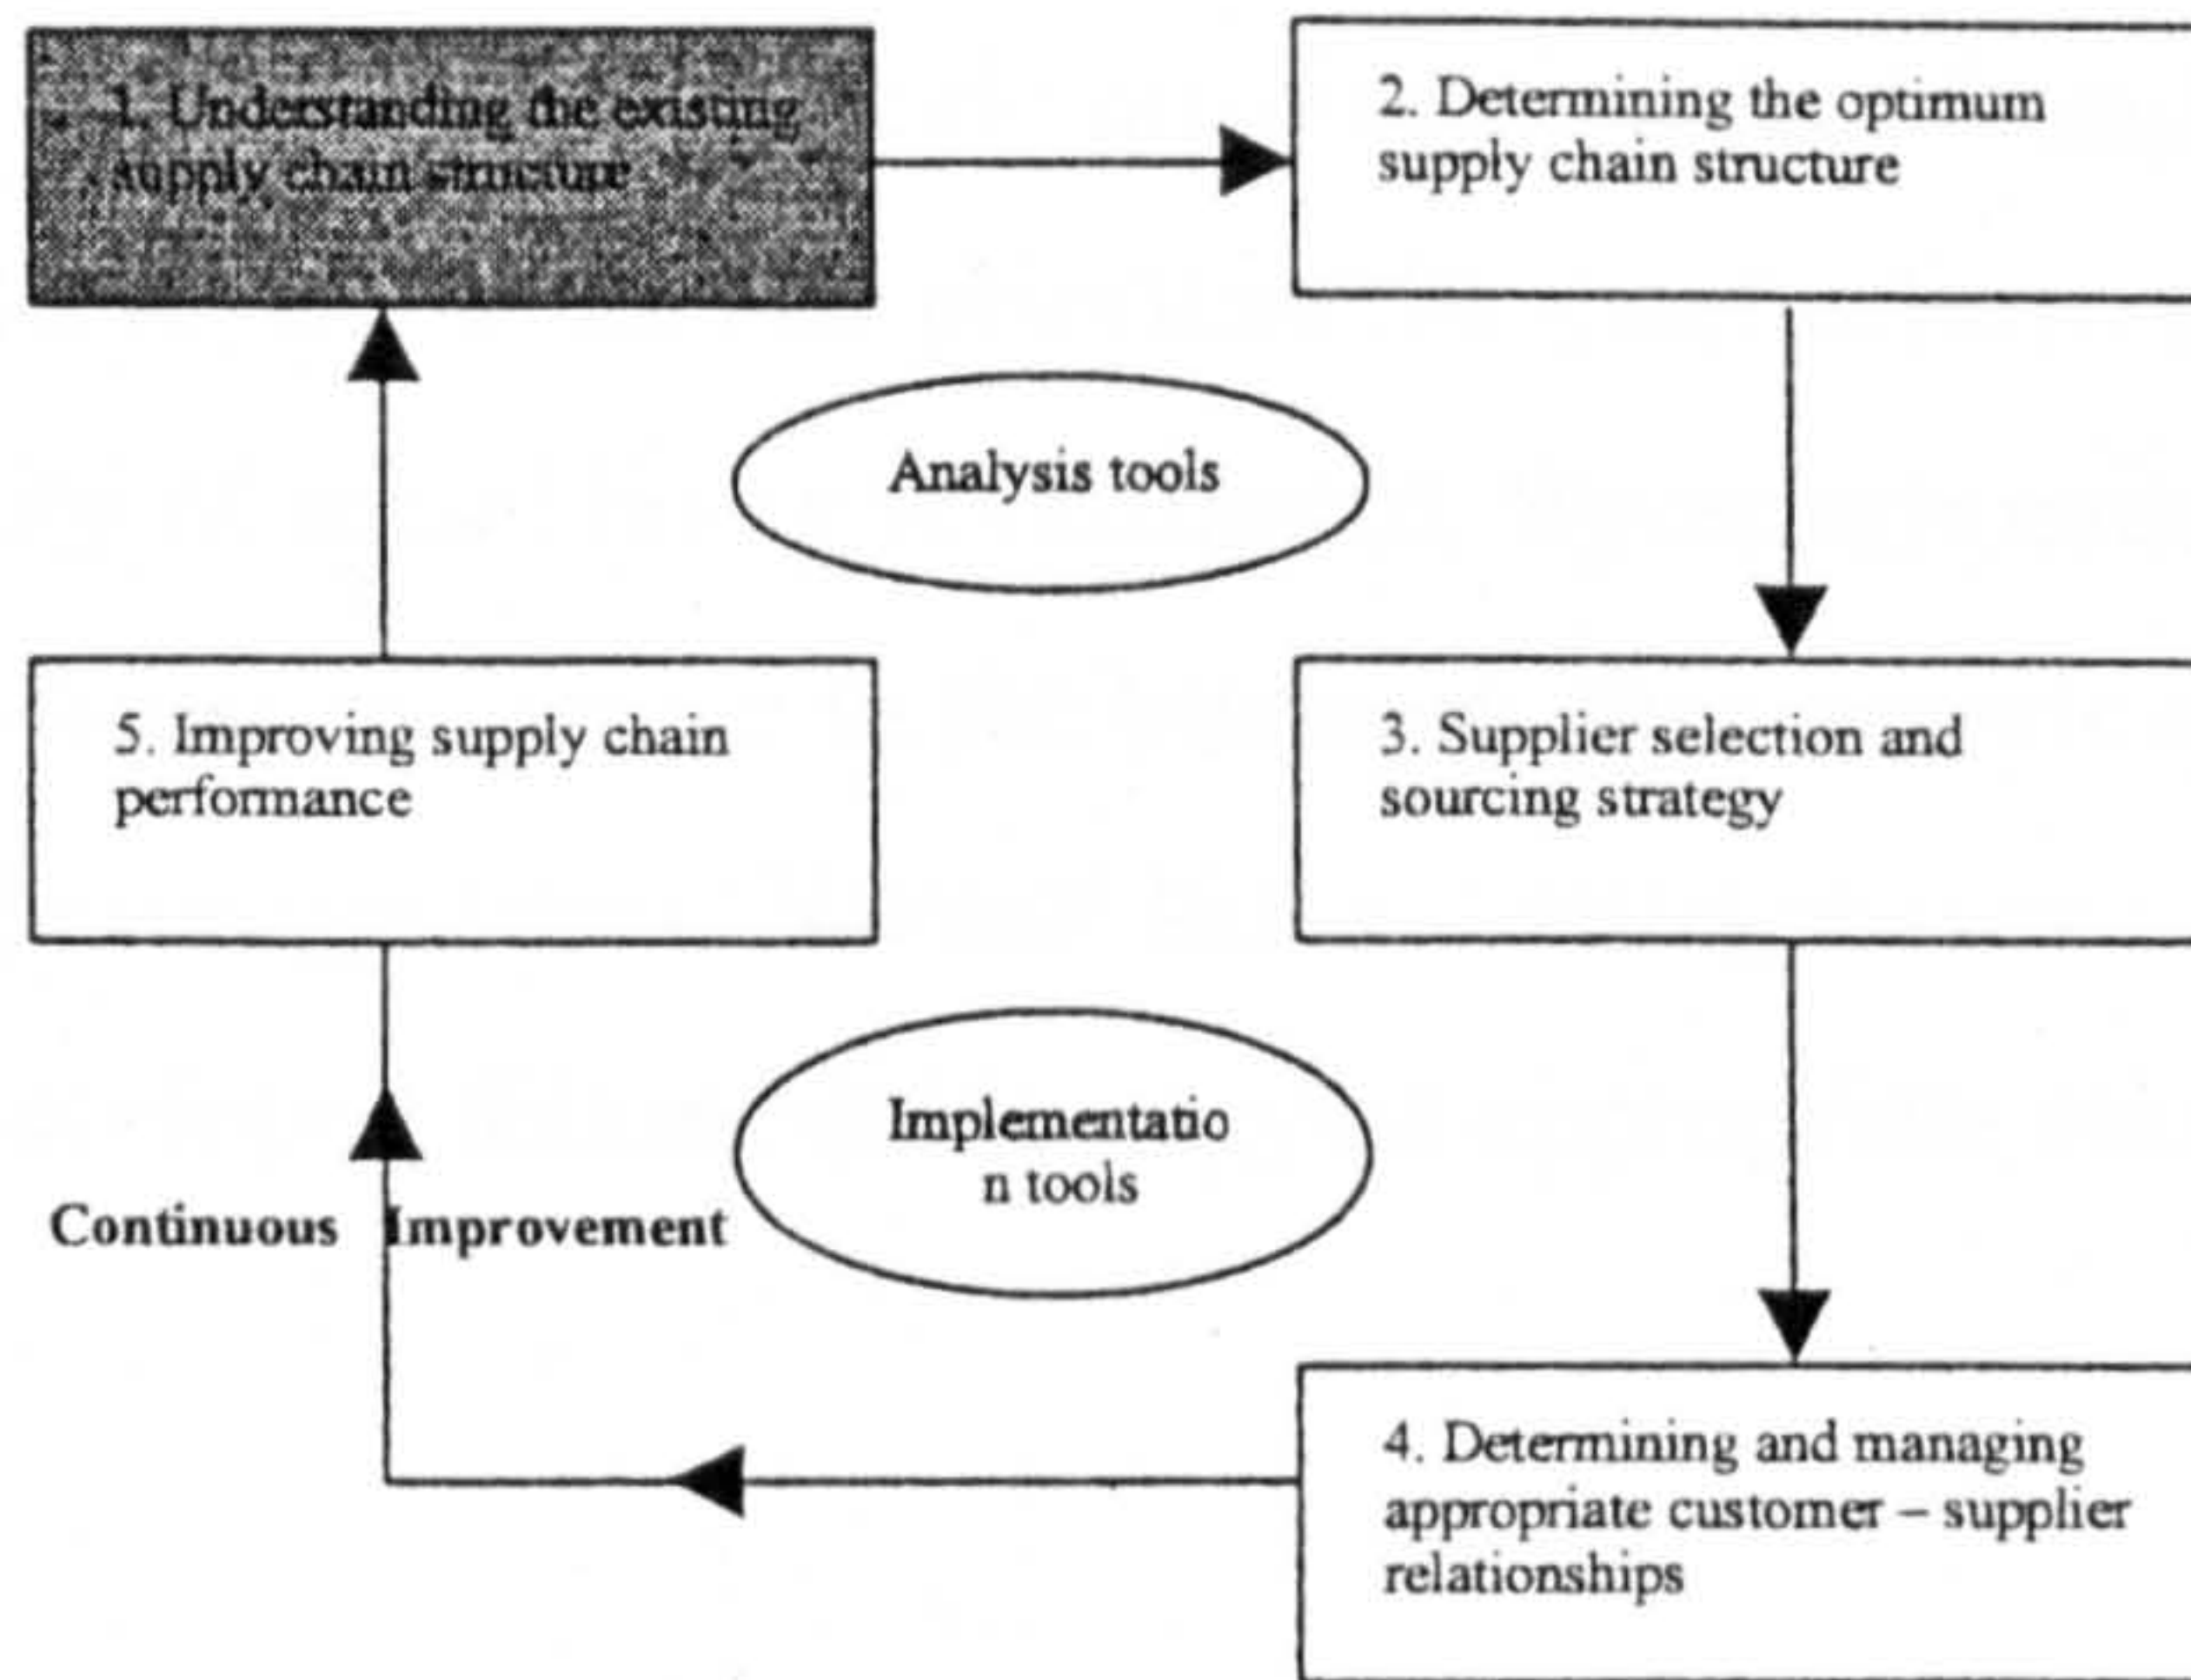 1. Understanding the existing
supply chain structure
2. Determining the optimum
supply chain structure
Analysis tools
5. Improving supply chain
performance
3. Supplier selection and
sourcing strategy
Implementatio
n tools
Continuous Improvement
4. Determining and managing
appropriate customer – supplier
relationships